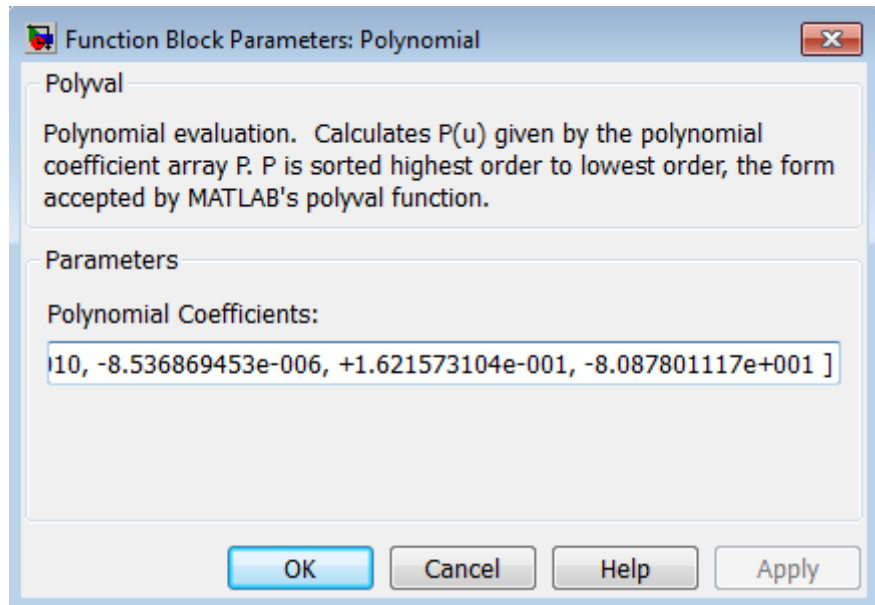 Function Block Parameters: Polynomial
Polyval
Polynomial evaluation.  Calculates P(u) given by the polynomial
coefficient array P. P is sorted highest order to lowest order, the form
accepted by MATLAB's polyval function.
Parameters
Polynomial Coefficients:
10, -8.536869453e-006, +1.621573104e-001, -8.087801117e+001 ]
OK Cancel Help Apply